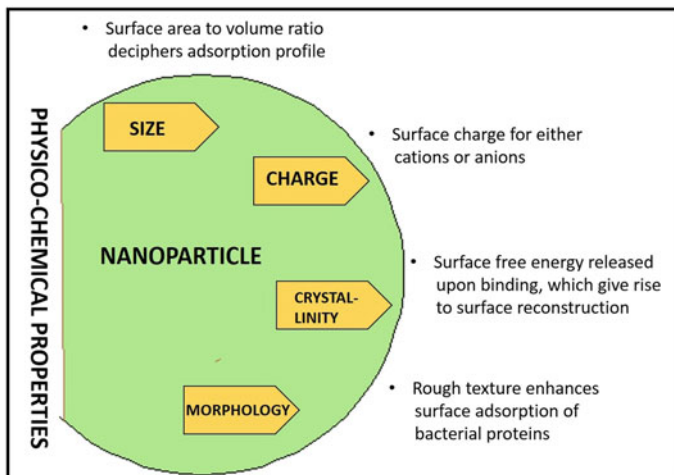 • Surface area to volume ratio
deciphers adsorption profile
PHYSICO-CHEMICAL PROPERTIES
SIZE
• Surface charge for either
cations or anions
CHARGE
NANOPARTICLE
• Surface free energy released
upon binding, which give rise
to surface reconstruction
CRYSTAL-
LINITY
• Rough texture enhances
surface adsorption of
bacterial proteins
MORPHOLOGY